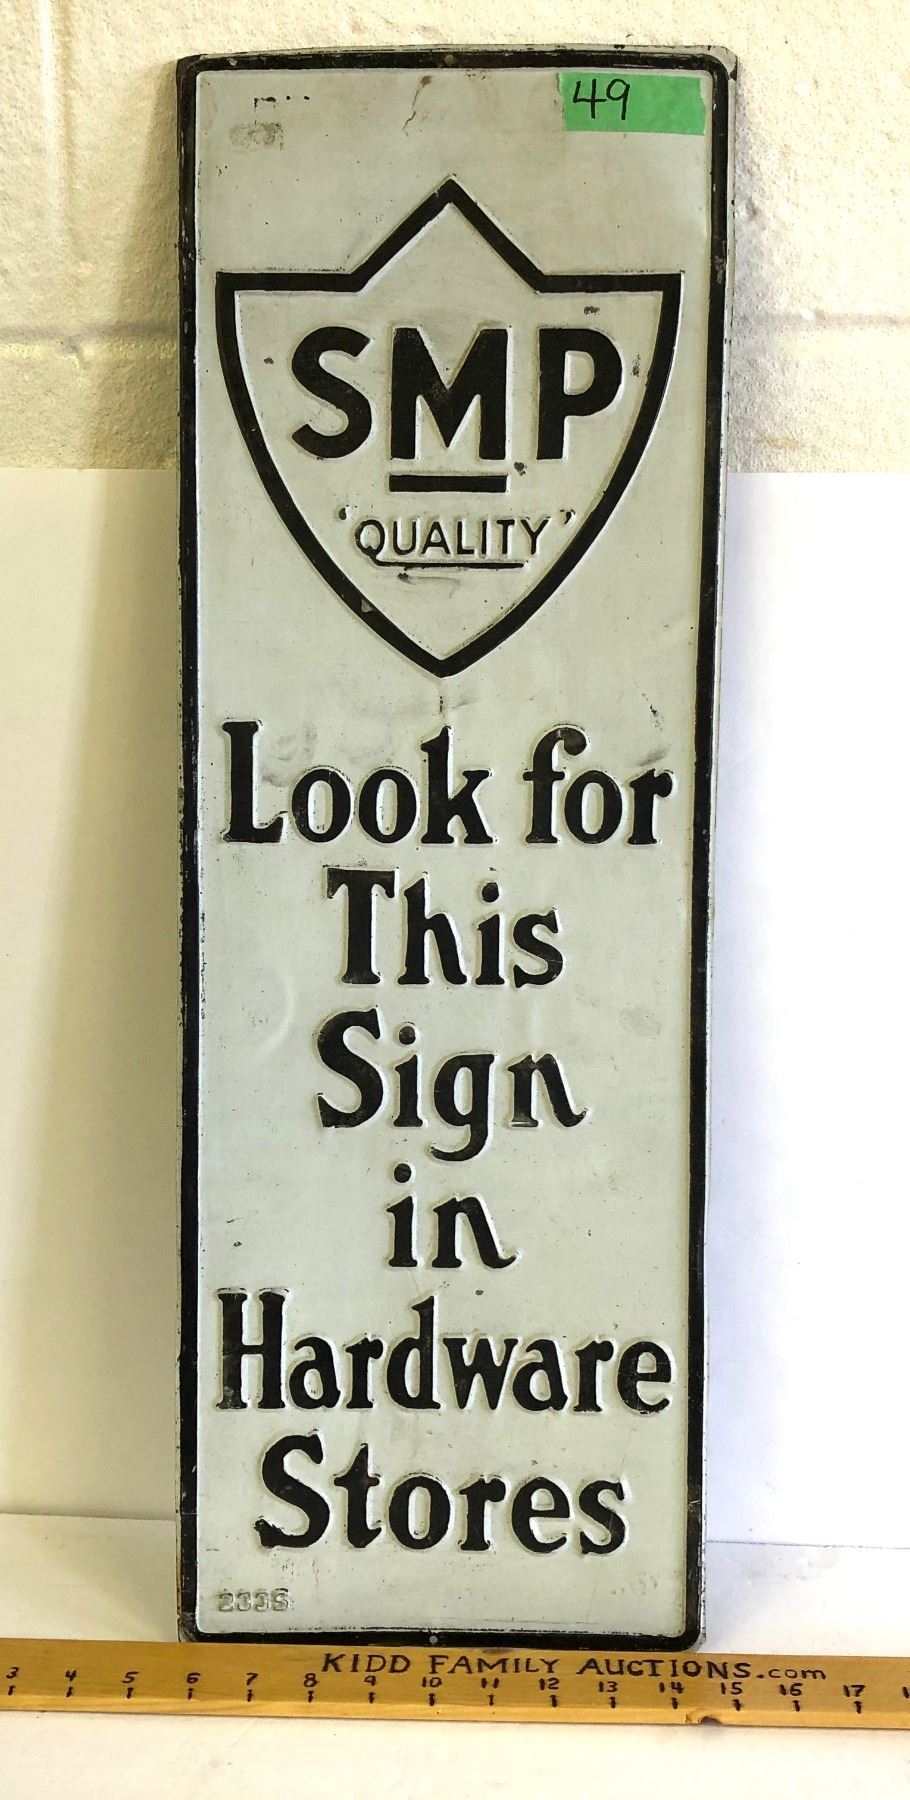 49
SMP
'QUALITY'
Look for
This
Sign
in
Hardware
Stores
KIDD FAMILY AUCTIONS.com
3 4 5 6 7 8 9 10 11 12 13 14 15 16 17